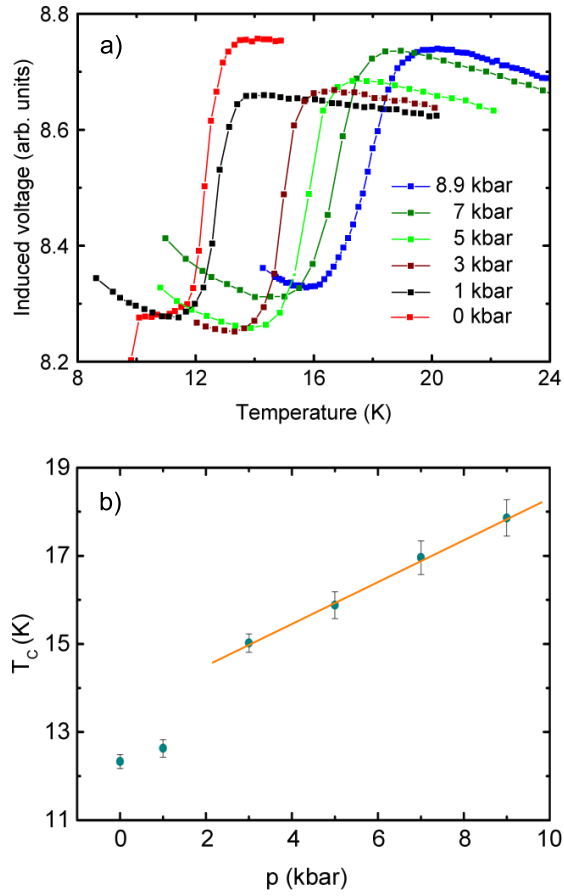 a)
Induced voltage (arb. units)
8.8
8.6
8.4
8.2
8.9 kbar
7 kbar
5 kbar
3 kbar
1 kbar
0 kbar
8 12 16 20 24
Temperature (K)
b)
T_C (K)
19
17
15
13
11
0 2 4 6 8 10
p (kbar)